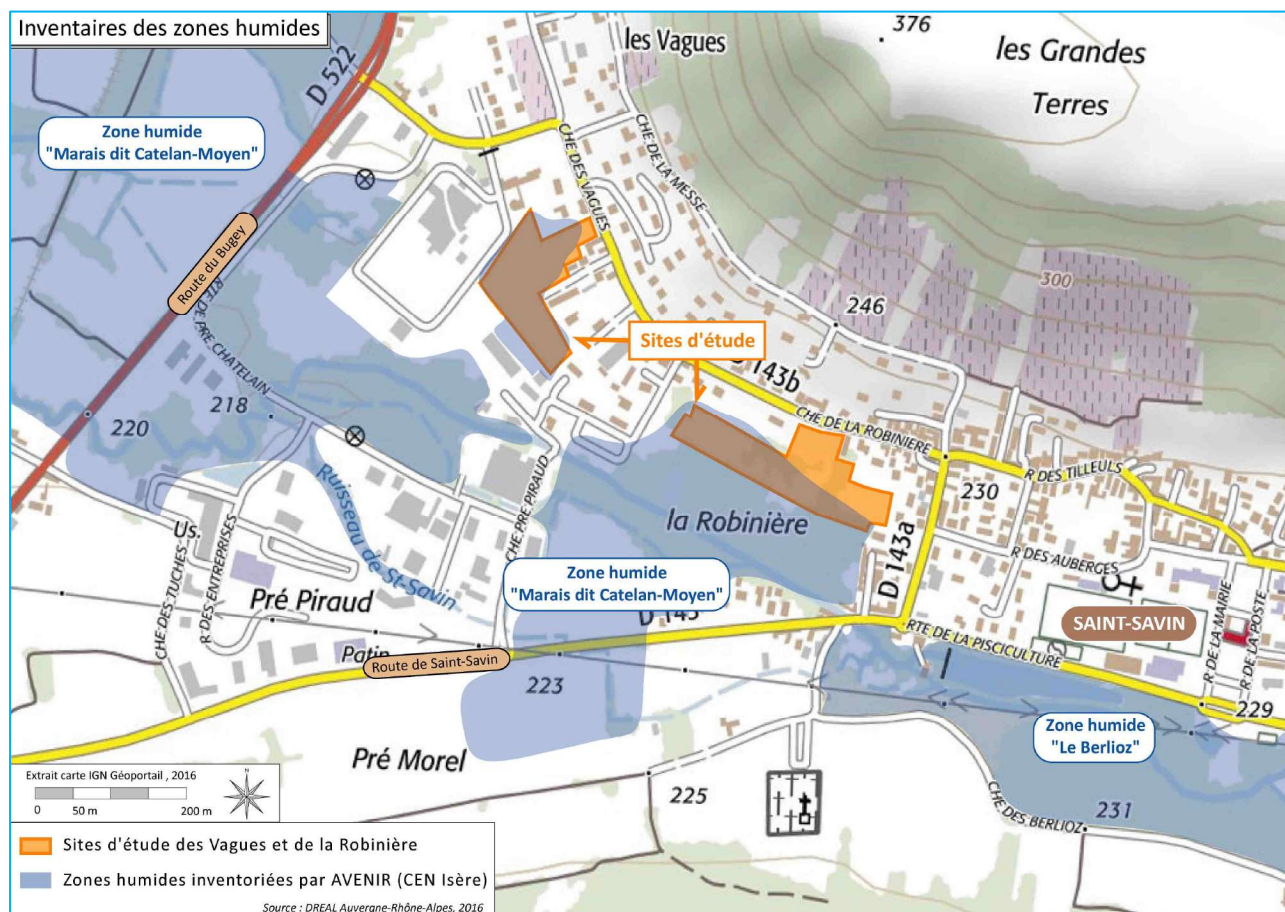 Inventaires des zones humides
D 522
les Vagues
376
les Grandes
Terres
Zone humide
"Marais dit Catelan-Moyen"
CHE DES VAGUES
CHE DE LA MESSE
Route du Bugey
RTE DE PRE CHATELAIN
300
246
Sites d'étude
143b
218
220
CHE DE LA ROBINIERE
R DES TILLEULS
230
Ruisseau de St-Savin
CHE PRE PIRAUD
la Robinière
D 143a
R DES AUBERGES
Us.
CHE DES TUCHES
R DES ENTREPRISES
Pré Piraud
Zone humide
"Marais dit Catelan-Moyen"
D 143
SAINT-SAVIN
R DE LA MAIRIE
R DE LA POSTE
RTE DE LA PISCICULTURE
Patin
Route de Saint-Savin
223
229
Zone humide
"Le Berlioz"
Pré Morel
225
CHE DES BERLIOZ
231
Extrait carte IGN Géoportail , 2016
N
0 50 m 200 m
Sites d'étude des Vagues et de la Robinière
Zones humides inventoriées par AVENIR (CEN Isère)
Source : DREAL Auvergne-Rhône-Alpes, 2016